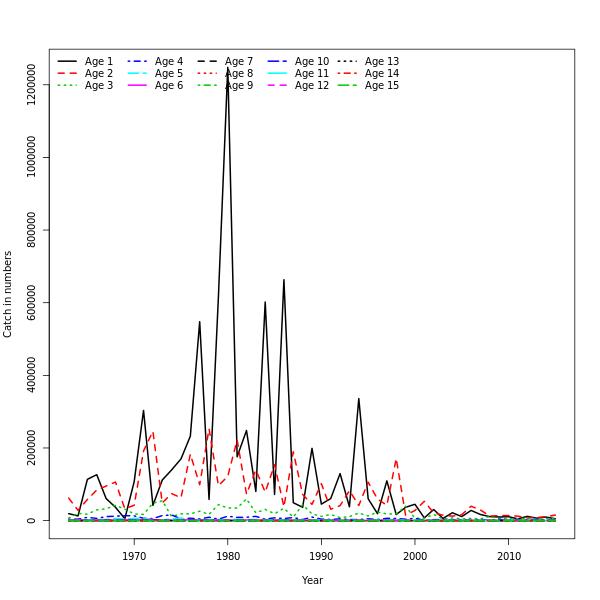 Age 1 Age 4 Age 7 Age 10 Age 13
Age 2 Age 5 Age 8 Age 11 Age 14
Age 3 Age 6 Age 9 Age 12 Age 15
1200000
1000000
800000
600000
400000
200000
0
Catch in numbers
1970 1980 1990 2000 2010
Year